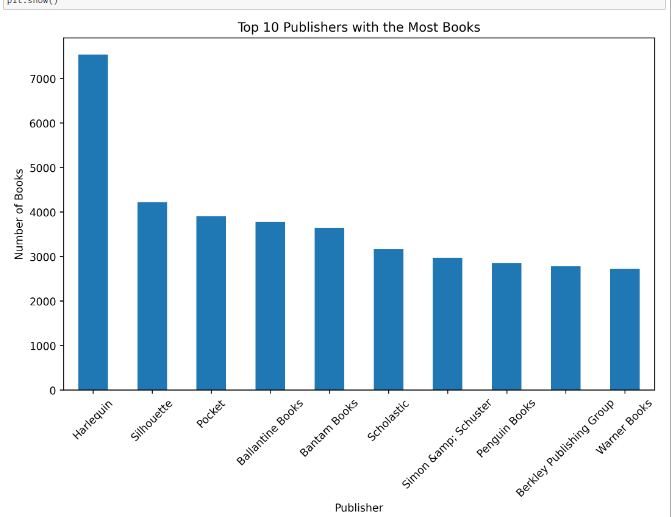 plt.show()
Top 10 Publishers with the Most Books
Number of Books
7000
6000
5000
4000
3000
2000
1000
0
Harlequin
Silhouette
Pocket
Ballantine Books
Bantam Books
Scholastic
Simon &amp; Schuster
Penguin Books
Berkley Publishing Group
Warner Books
Publisher